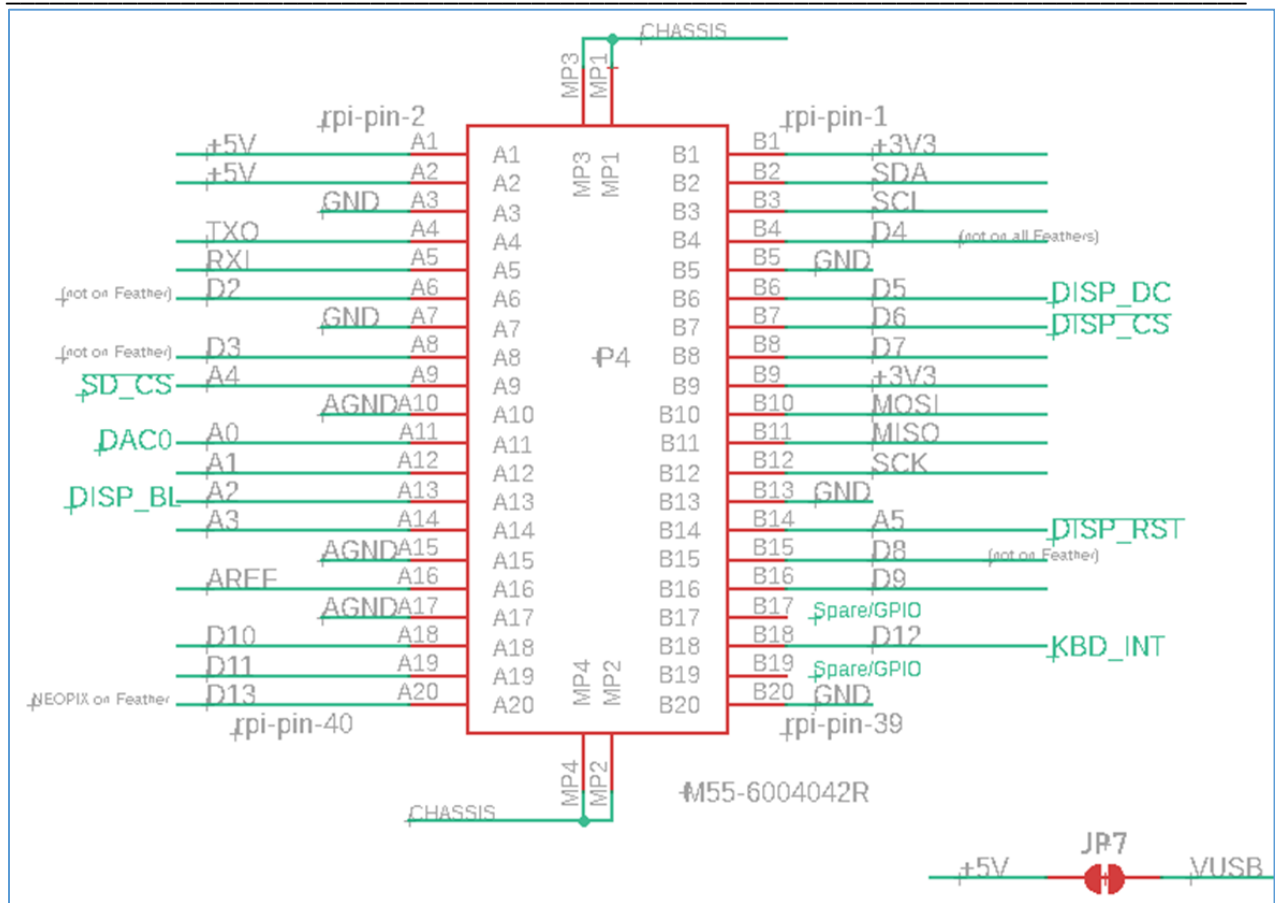 CHASSIS
MP3 MP1
rpi-pin-2 rpi-pin-1
+5V A1 A1 MP3 MP1 B1 B1 +3V3
+5V A2 A2 B2 B2 SDA
GND A3 A3 B3 B3 SCL
TXO A4 A4 B4 B4 D4 (not on all Feathers)
RXI A5 A5 B5 B5 GND
(not on Feather) D2 A6 A6 B6 B6 D5 DISP_DC
GND A7 A7 B7 B7 D6 DISP_CS
(not on Feather) D3 A8 A8 P4 B8 B8 D7
SD_CS A4 A9 A9 B9 B9 +3V3
AGND A10 A10 B10 B10 MOSI
DAC0 A0 A11 A11 B11 B11 MISO
A1 A12 A12 B12 B12 SCK
DISP_BL A2 A13 A13 B13 B13 GND
A3 A14 A14 B14 B14 A5 DISP_RST
AGND A15 A15 B15 B15 D8 (not on Feather)
AREF A16 A16 B16 B16 D9
AGND A17 A17 B17 B17 Spare/GPIO
D10 A18 A18 B18 B18 D12 KBD_INT
D11 A19 A19 MP4 MP2 B19 B19 Spare/GPIO
NEOPIX on Feather D13 A20 A20 B20 B20 GND
rpi-pin-40 rpi-pin-39
MP4 MP2
M55-6004042R
CHASSIS
JP7
+5V VUSB